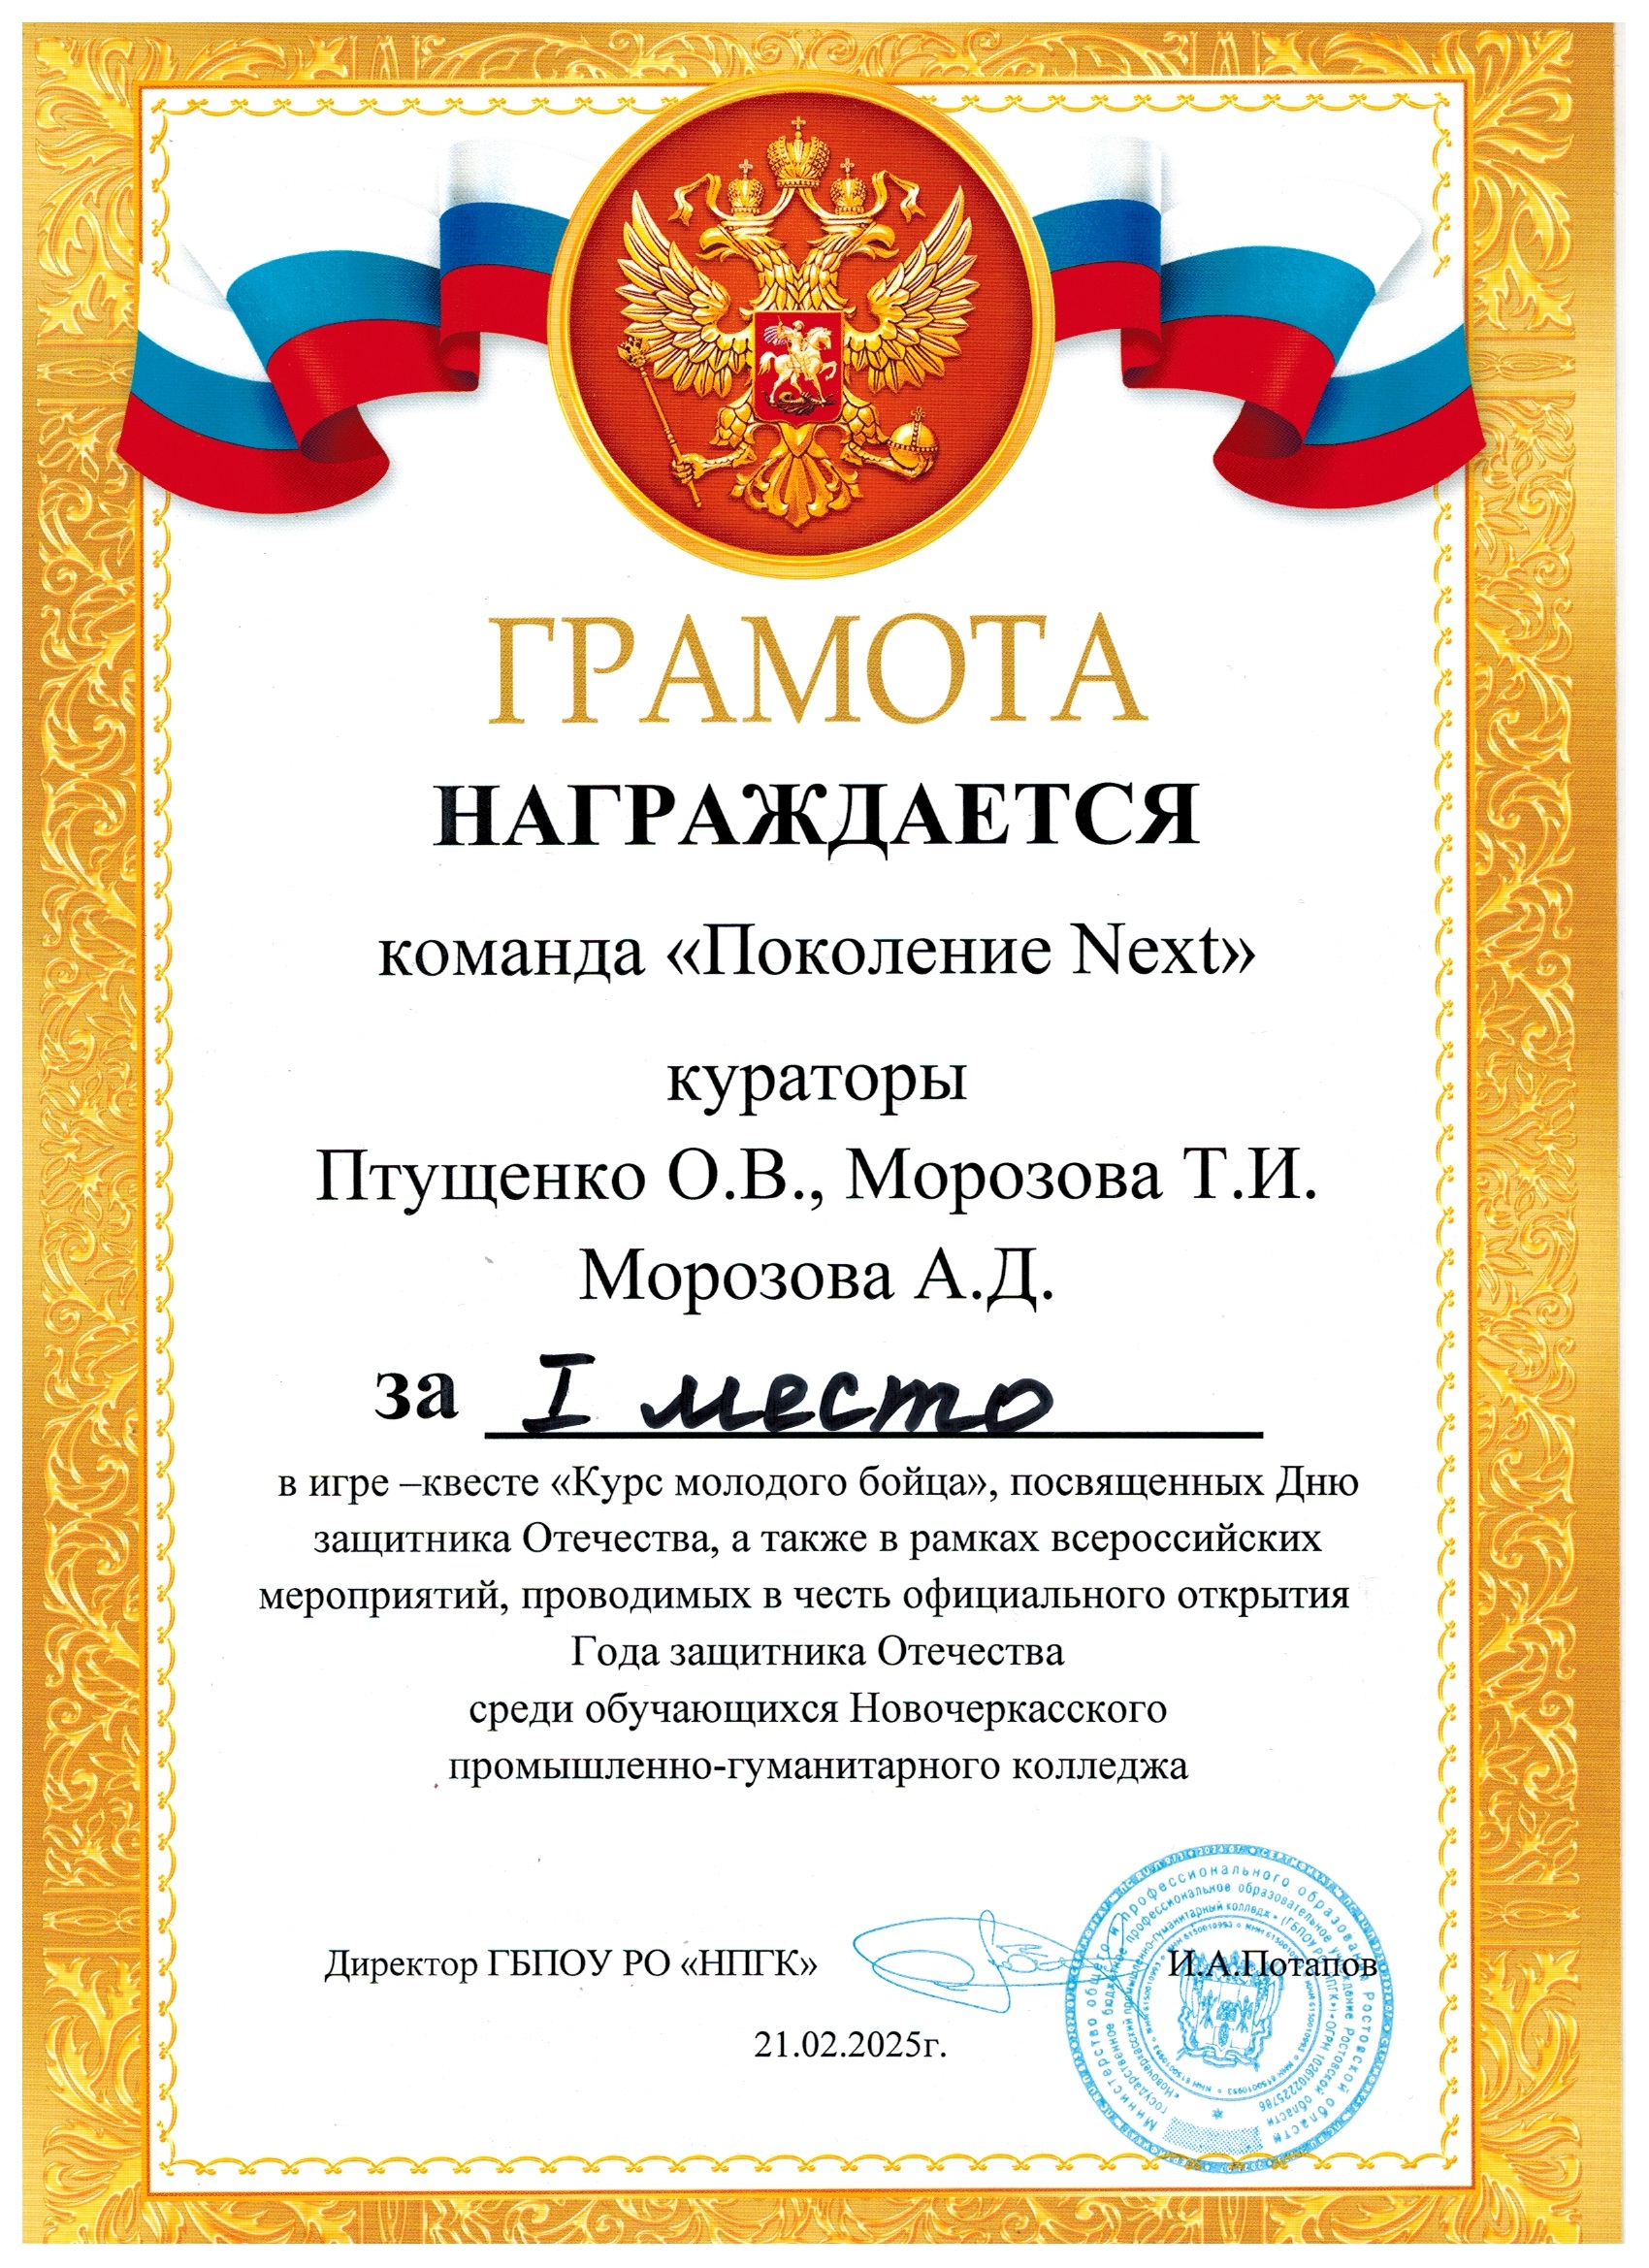 ГРАМОТА
НАГРАЖДАЕТСЯ
команда «Поколение Next»
кураторы
Птущенко О.В., Морозова Т.И.
Морозова А.Д.
за I место
в игре –квесте «Курс молодого бойца», посвященных Дню
защитника Отечества, а также в рамках всероссийских
мероприятий, проводимых в честь официального открытия
Года защитника Отечества
среди обучающихся Новочеркасского
промышленно-гуманитарного колледжа
Директор ГБПОУ РО «НПГК» И.А.Потапов
21.02.2025г.
Министерство общего и профессионального образования Ростовской области
государственное бюджетное профессиональное образовательное учреждение Ростовской области
«Новочеркасский промышленно-гуманитарный колледж» (ГБПОУ РО «НПГК») ОГРН 1026102225786
ИНН 6150010993